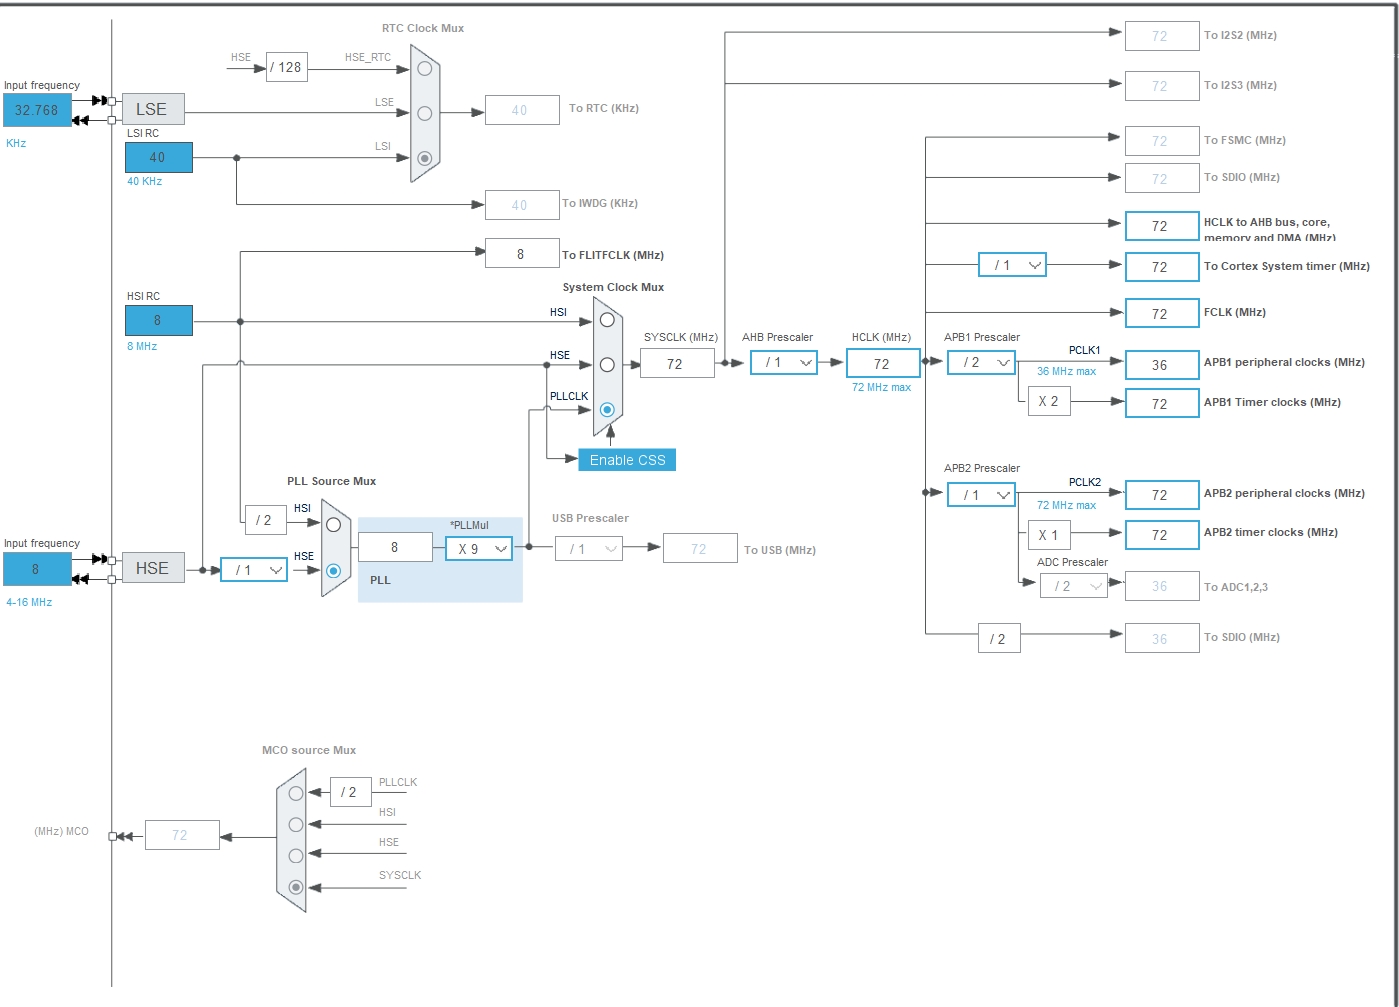 RTC Clock Mux
HSE
/ 128
HSE_RTC
Input frequency
32.768
KHz
LSE
LSE
40
To RTC (KHz)
LSI RC
40
40 KHz
LSI
40
To IWDG (KHz)
8
To FLITFCLK (MHz)
HSI RC
8
8 MHz
System Clock Mux
HSI
HSE
PLLCLK
Enable CSS
SYSCLK (MHz)
72
AHB Prescaler
/ 1
HCLK (MHz)
72
72 MHz max
72
To I2S2 (MHz)
72
To I2S3 (MHz)
72
To FSMC (MHz)
72
To SDIO (MHz)
72
HCLK to AHB bus, core,
memory and DMA (MHz)
/ 1
72
To Cortex System timer (MHz)
72
FCLK (MHz)
APB1 Prescaler
/ 2
PCLK1
36 MHz max
36
APB1 peripheral clocks (MHz)
X 2
72
APB1 Timer clocks (MHz)
APB2 Prescaler
/ 1
PCLK2
72 MHz max
72
APB2 peripheral clocks (MHz)
X 1
72
APB2 timer clocks (MHz)
ADC Prescaler
/ 2
36
To ADC1,2,3
/ 2
36
To SDIO (MHz)
PLL Source Mux
/ 2
HSI
Input frequency
8
4-16 MHz
HSE
/ 1
HSE
8
*PLLMul
X 9
PLL
USB Prescaler
/ 1
72
To USB (MHz)
MCO source Mux
/ 2
PLLCLK
HSI
HSE
SYSCLK
(MHz) MCO
72